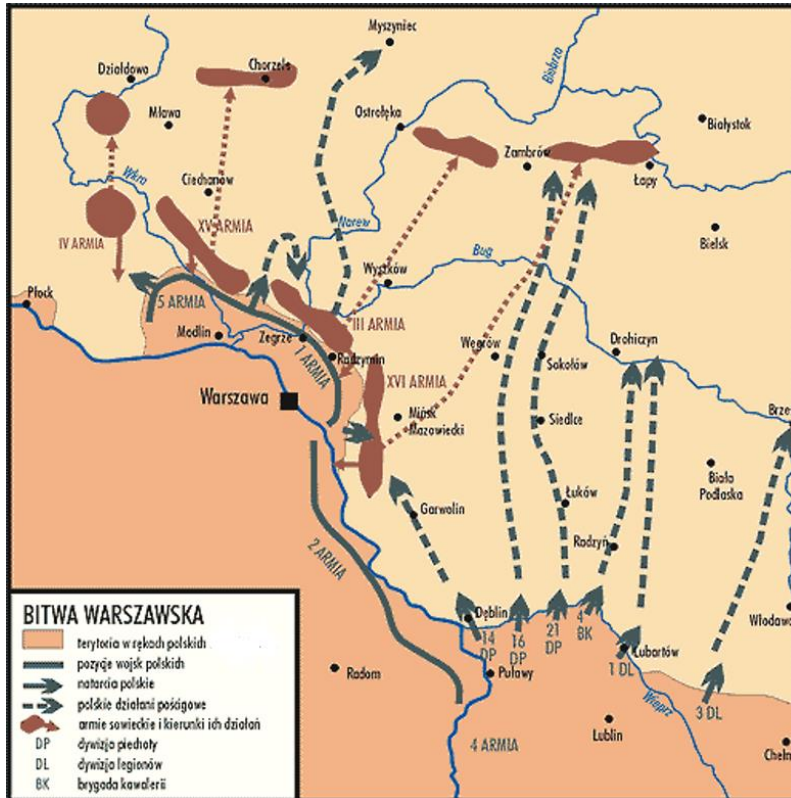 Myszyniec
Działdowo
Chorzele
Mława
Ostrołęka
Biebrza
Białystok
Zambrów
Łapy
Wkra
Ciechanów
XV ARMIA
IV ARMIA
Narew
Bug
Bielsk
Wyszków
Płock
5 ARMIA
III ARMIA
Modlin
Zegrze
1 ARMIA
Radzymin
Węgrów
Sokołów
Drohiczyn
XVI ARMIA
Warszawa
Mińsk
Mazowiecki
Siedlce
Brze
Biała
Podlaska
Garwolin
Łuków
Radzyń
2 ARMIA
Włodawa
Dęblin
14
DP
16
DP
21
DP
4
BK
1 DL
Lubartów
Puławy
Radom
Wieprz
3 DL
Lublin
4 ARMIA
Chełm
BITWA WARSZAWSKA
terytoria w rękach polskich
pozycje wojsk polskich
natarcia polskie
polskie działani pościgowe
armie sowieckie i kierunki ich działań
DP dywizja piechoty
DL dywizja legionów
BK brygada kawalerii